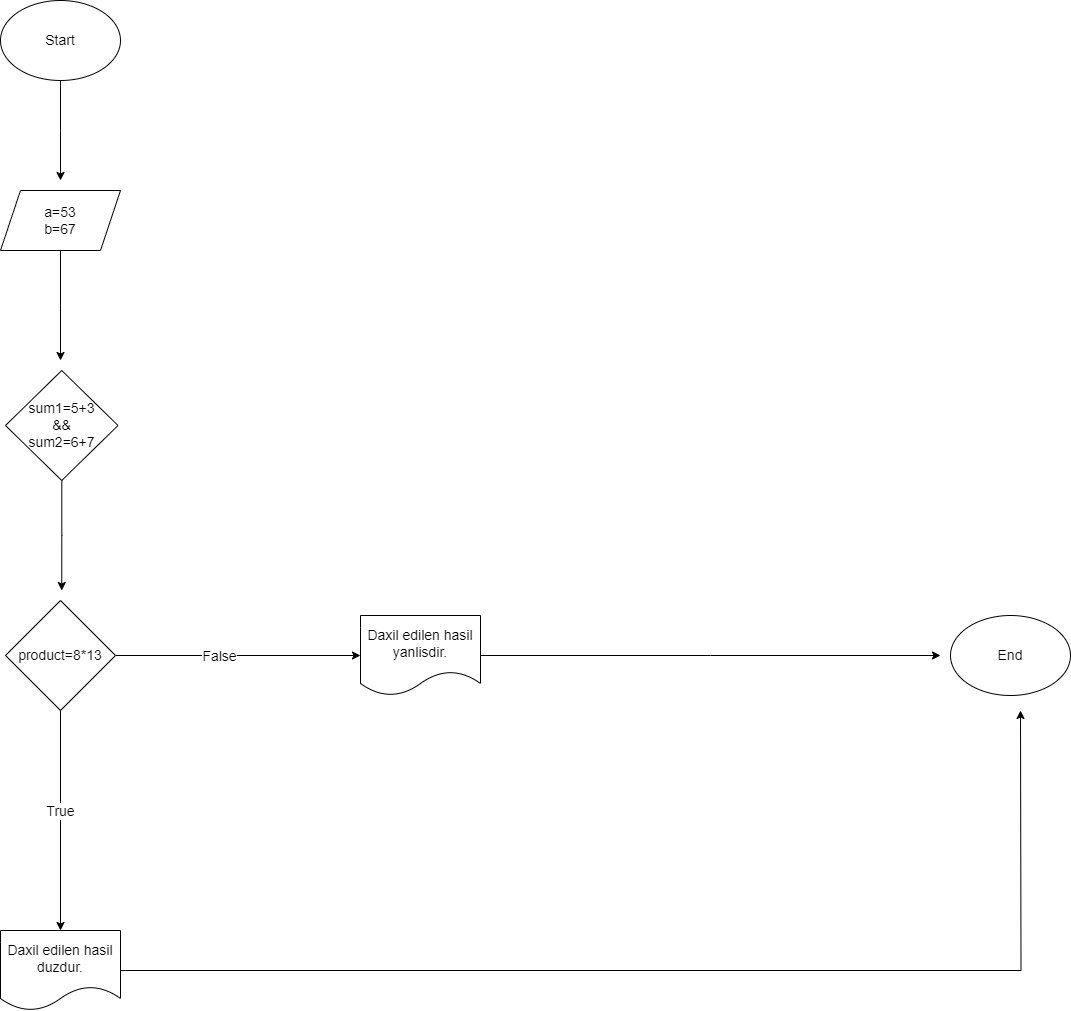 Start
a=53
b=67
sum1=5+3
&&
sum2=6+7
product=8*13
False
Daxil edilen hasil
yanlisdir.
End
True
Daxil edilen hasil
duzdur.